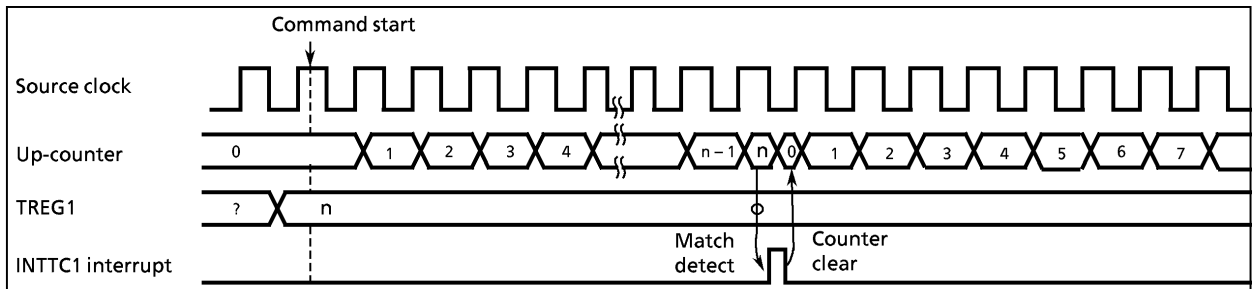 Command start
Source clock
Up-counter 0 1 2 3 4 n – 1 n 0 1 2 3 4 5 6 7
TREG1 ? n
Match detect
Counter clear
INTTC1 interrupt